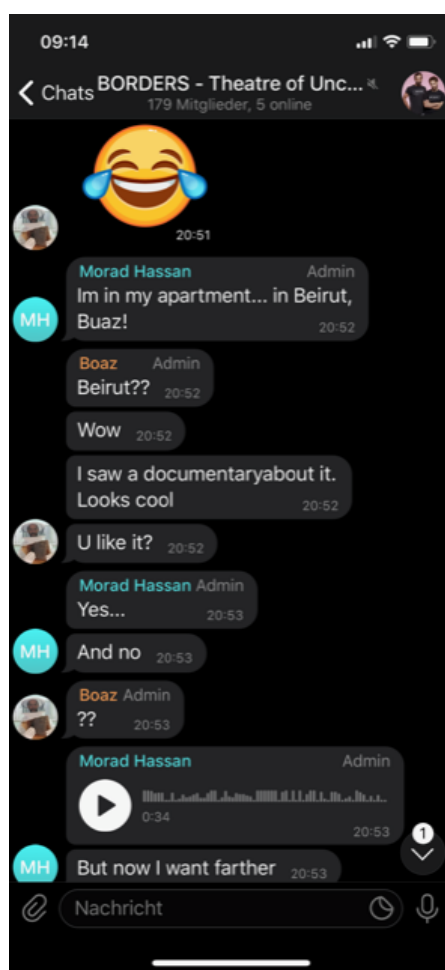 09:14
Chats
BORDERS - Theatre of Unc...
179 Mitglieder, 5 online
20:51
Morad Hassan Admin
Im in my apartment... in Beirut,
Buaz!
20:52
MH
Boaz Admin
Beirut?? 20:52
Wow 20:52
I saw a documentaryabout it.
Looks cool
20:52
U like it? 20:52
Morad Hassan Admin
Yes... 20:53
MH
And no 20:53
Boaz Admin
?? 20:53
Morad Hassan Admin
0:34
20:53
1
MH
But now I want farther 20:53
Nachricht